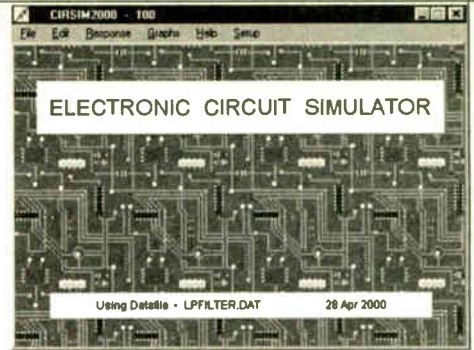 CIRSIM2000 - 100
File Edit Response Graphs Help Setup
ELECTRONIC CIRCUIT SIMULATOR
Using Datafile - LPFILTER.DAT 28 Apr 2000